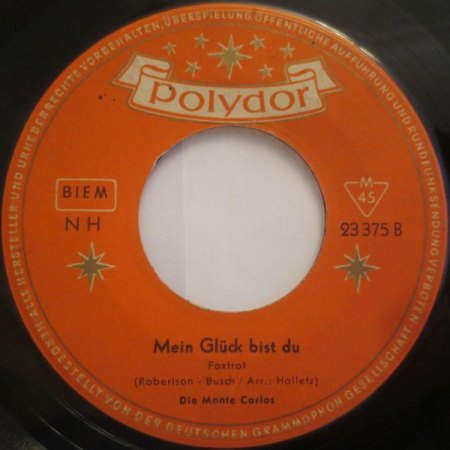 ALLE HERSTELLER- UND URHEBERRECHTE VORBEHALTEN, ÜBERSPIELUNG, ÖFFENTLICHE AUFFÜHRUNG UND RUNDFUNKSENDUNG VERBOTEN
Polydor
BIEM
NH
M
45
23 375 B
Mein Glück bist du
Foxtrot
(Robertson - Busch / Arr.: Holletz)
Die Monte Carlos
HERGESTELLT VON DER DEUTSCHEN GRAMMOPHON GESELLSCHAFT